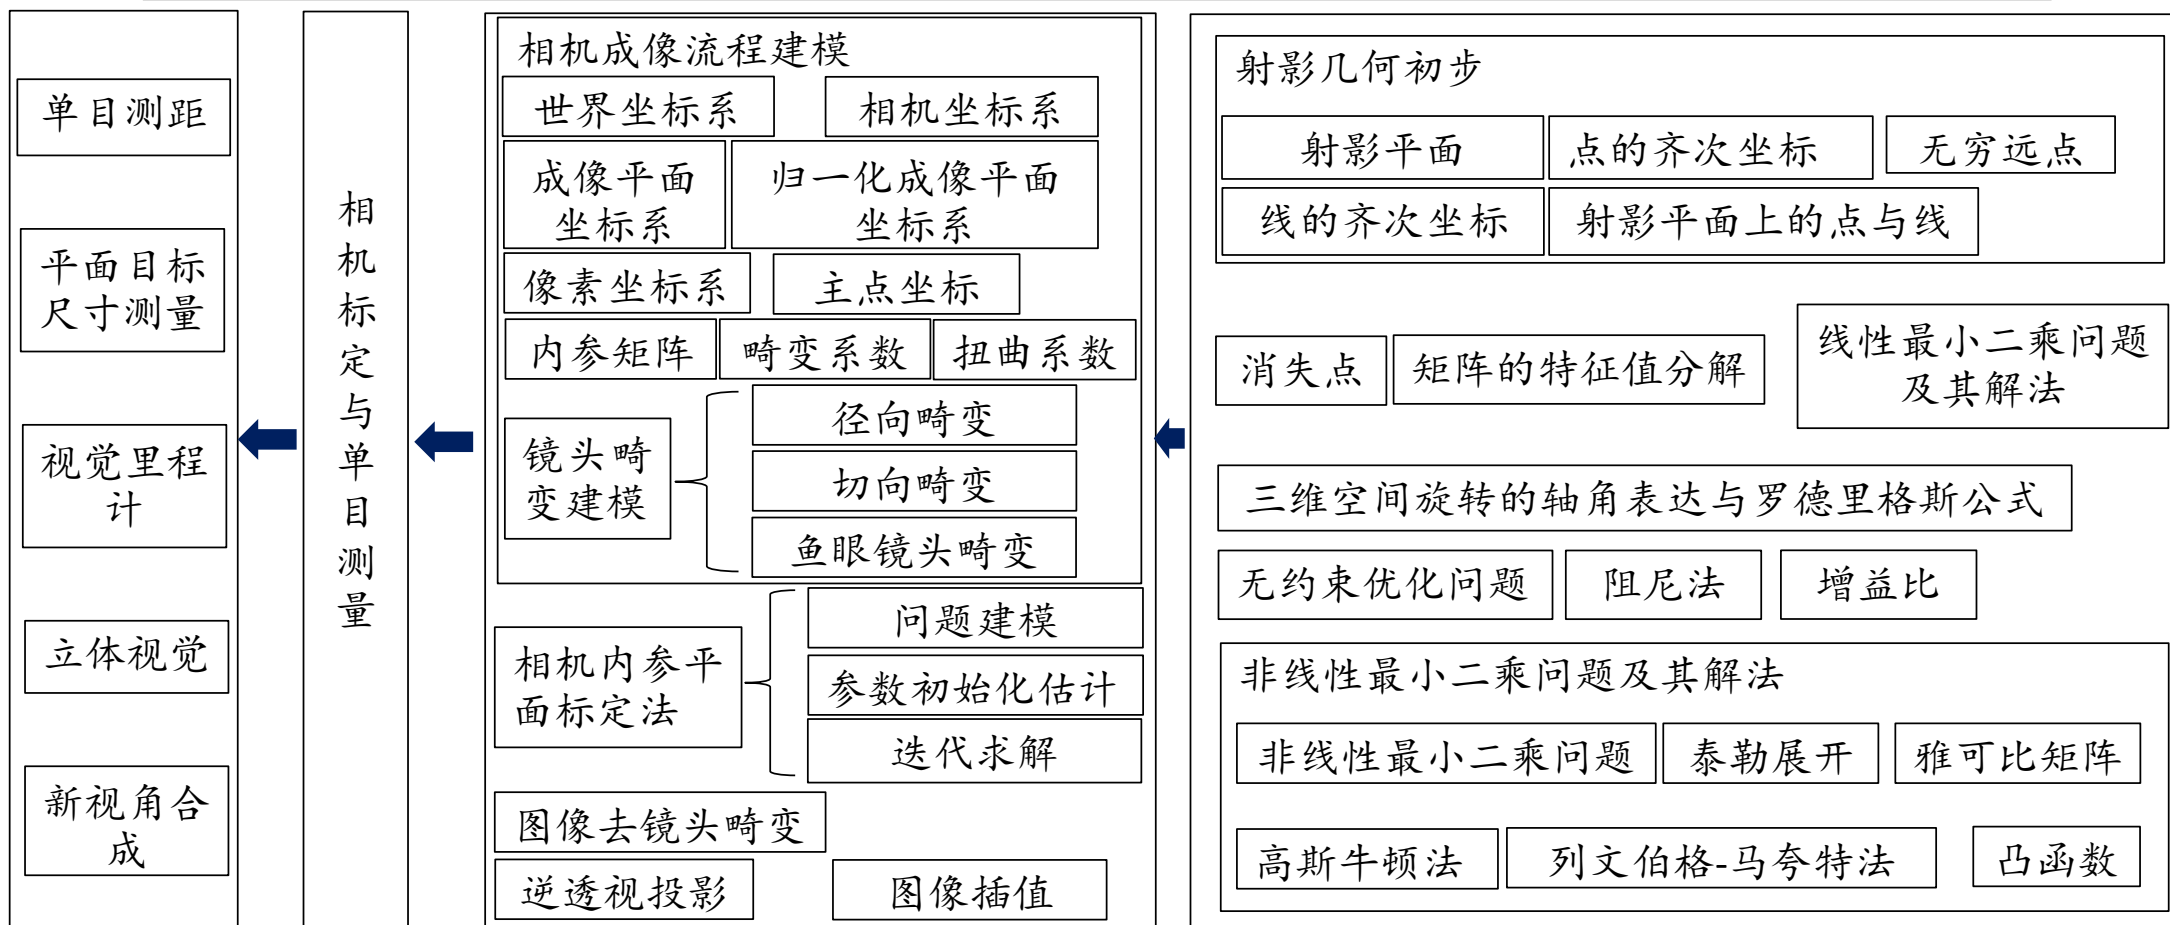 单目测距
平面目标
尺寸测量
视觉里程
计
立体视觉
新视角合
成
相机标定与单目测量
相机成像流程建模
世界坐标系
相机坐标系
成像平面
坐标系
归一化成像平面
坐标系
像素坐标系
主点坐标
内参矩阵
畸变系数
扭曲系数
镜头畸
变建模
径向畸变
切向畸变
鱼眼镜头畸变
相机内参平
面标定法
问题建模
参数初始化估计
迭代求解
图像去镜头畸变
逆透视投影
图像插值
射影几何初步
射影平面
点的齐次坐标
无穷远点
线的齐次坐标
射影平面上的点与线
消失点
矩阵的特征值分解
线性最小二乘问题
及其解法
三维空间旋转的轴角表达与罗德里格斯公式
无约束优化问题
阻尼法
增益比
非线性最小二乘问题及其解法
非线性最小二乘问题
泰勒展开
雅可比矩阵
高斯牛顿法
列文伯格-马夸特法
凸函数